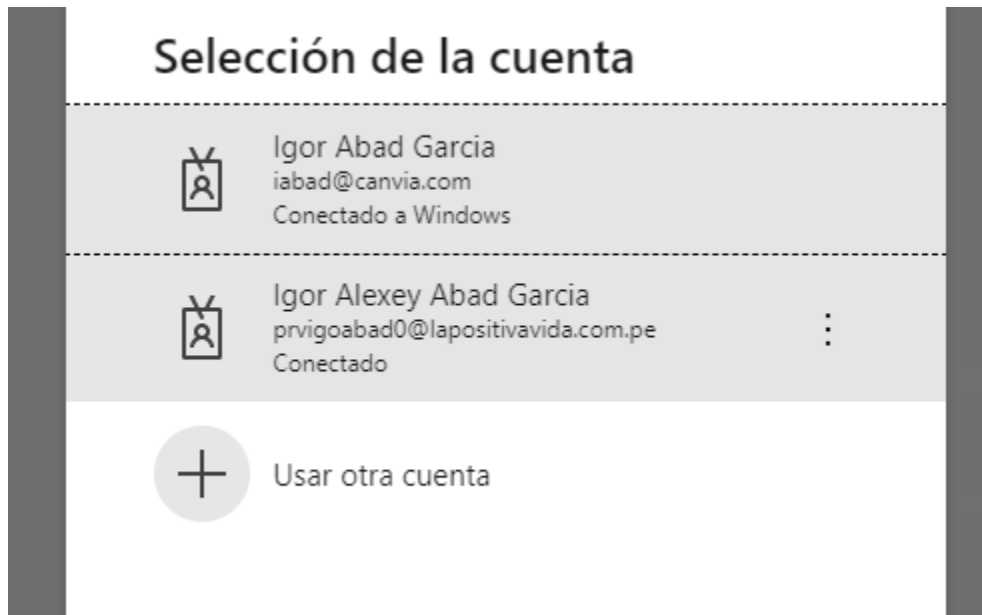 Selección de la cuenta
Igor Abad Garcia
iabad@canvia.com
Conectado a Windows
Igor Alexey Abad Garcia
prvigoabad0@lapositivavida.com.pe
Conectado
Usar otra cuenta